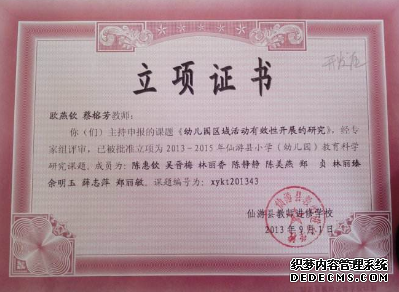 立项证书
欧燕钦 蔡榕芳教师：
你（们）主持申报的课题《幼儿园区域活动有效性开展的研究》，经专
家组评审，已被批准立项为2013－2015年仙游县小学（幼儿园）教育科学
研究课题。成员为：陈惠钦 吴晋梅 林丽香 陈静静 陈美燕 郑 贞 林丽臻
余明玉 薛志萍 郑丽敏。课题编号为：xykt201343
仙游县教师进修学校
2013年9月1日
织梦内容管理系统
DEDECMS.COM